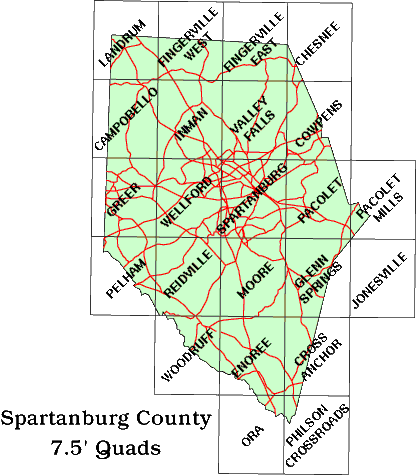 LANDRUM
FINGERVILLE
WEST
FINGERVILLE
EAST
CHESNEE
CAMPOBELLO
INMAN
VALLEY
FALLS
COWPENS
GREER
WELLFORD
SPARTANBURG
PACOLET
PACOLET
MILLS
PELHAM
REIDVILLE
MOORE
GLENN
SPRINGS
JONESVILLE
WOODRUFF
ENOREE
CROSS
ANCHOR
ORA
PHILSON
CROSSROADS
Spartanburg County
7.5' Quads